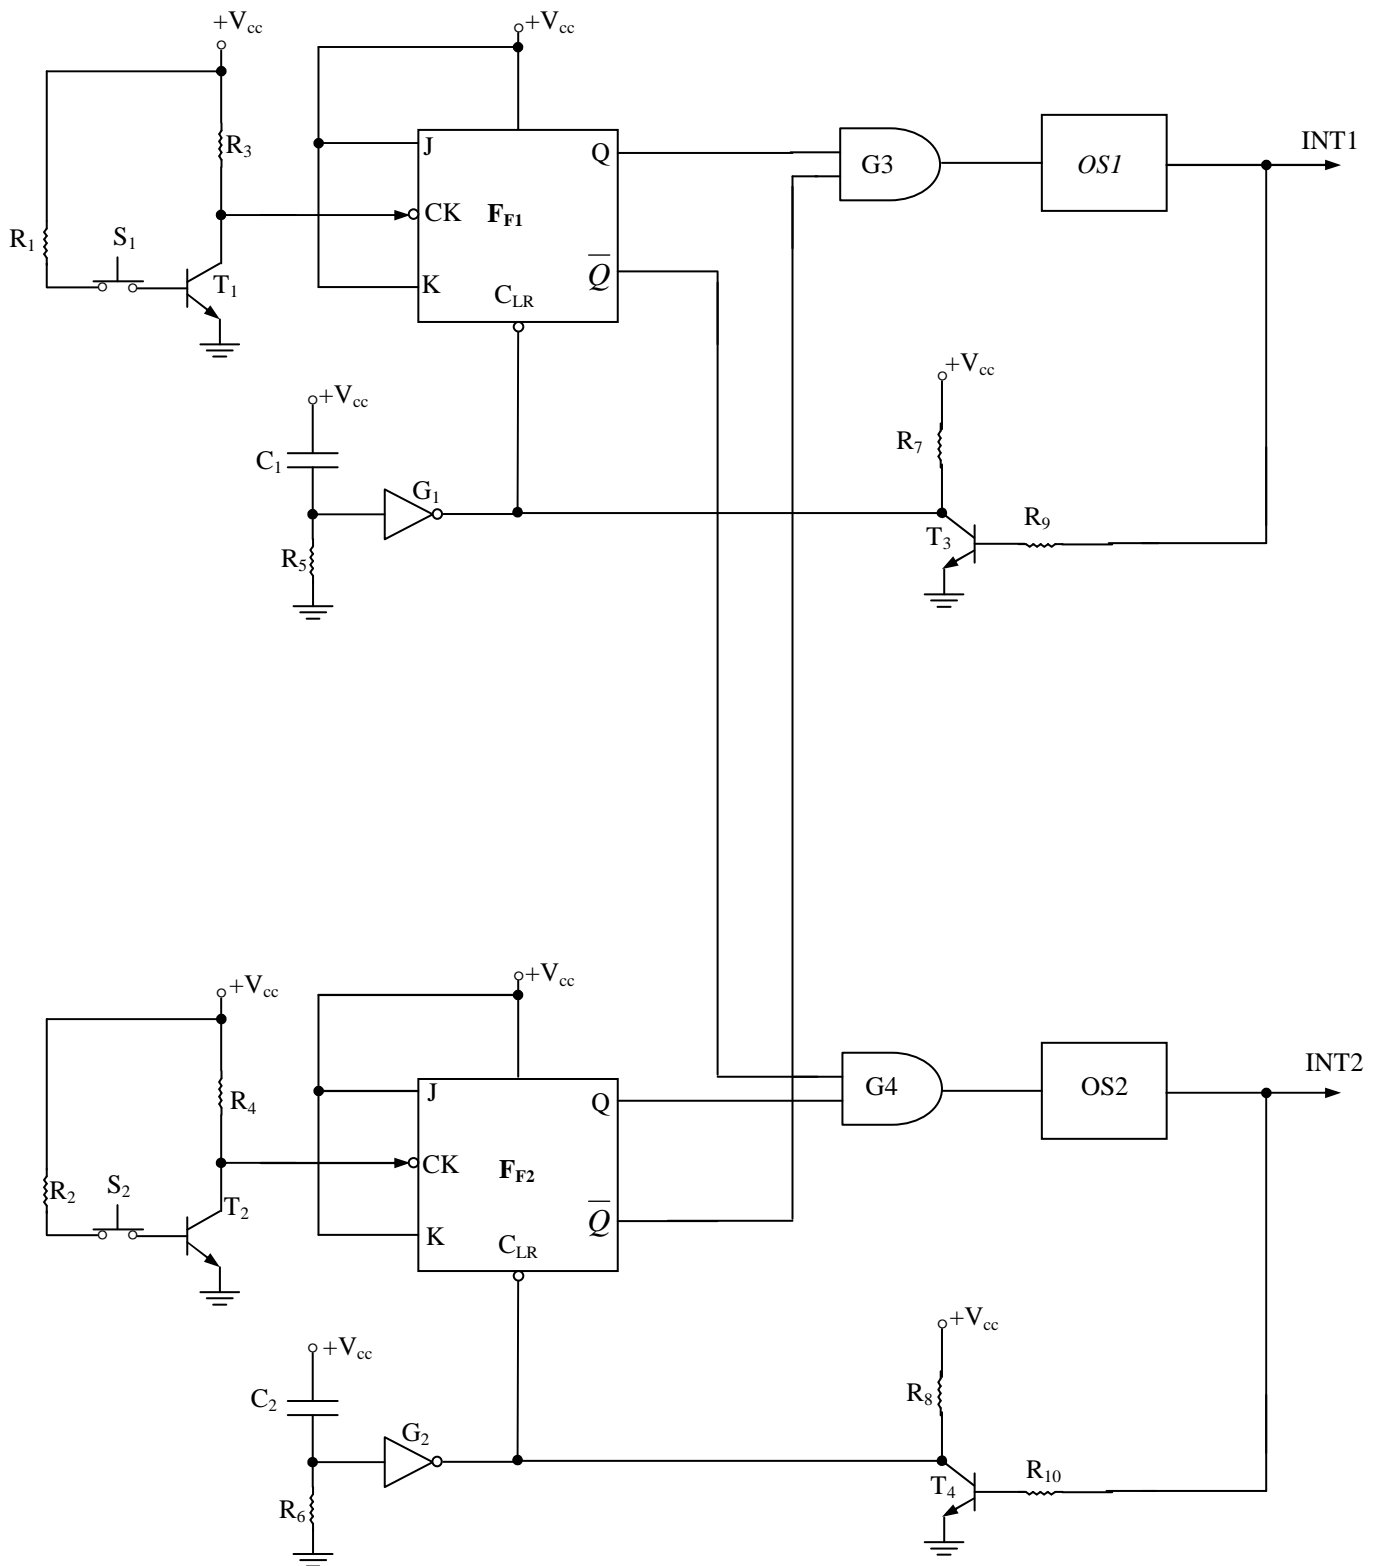 +Vcc
+Vcc
R3
J
Q
G3
OS1
INT1
R1
S1
CK
FF1
T1
K
CLR
Q̅
+Vcc
+Vcc
C1
R7
G1
T3
R9
R5
+Vcc
+Vcc
R4
J
Q
G4
OS2
INT2
R2
S2
CK
FF2
T2
K
CLR
Q̅
+Vcc
+Vcc
C2
R8
G2
T4
R10
R6